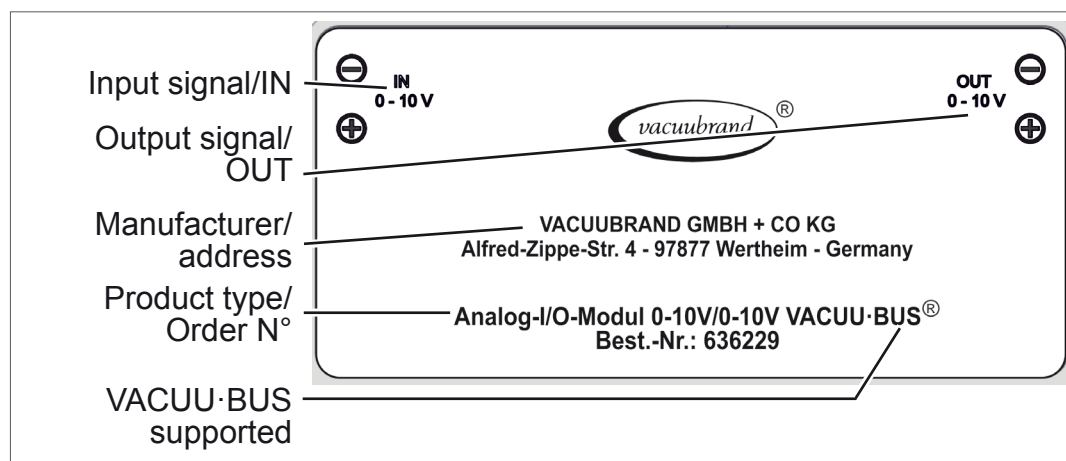 Input signal/IN
Output signal/
OUT
Manufacturer/
address
Product type/
Order N°
VACUU·BUS
supported
IN
0 - 10 V
OUT
0 - 10 V
vacuubrand ®
VACUUBRAND GMBH + CO KG
Alfred-Zippe-Str. 4 - 97877 Wertheim - Germany
Analog-I/O-Modul 0-10V/0-10V VACUU·BUS®
Best.-Nr.: 636229